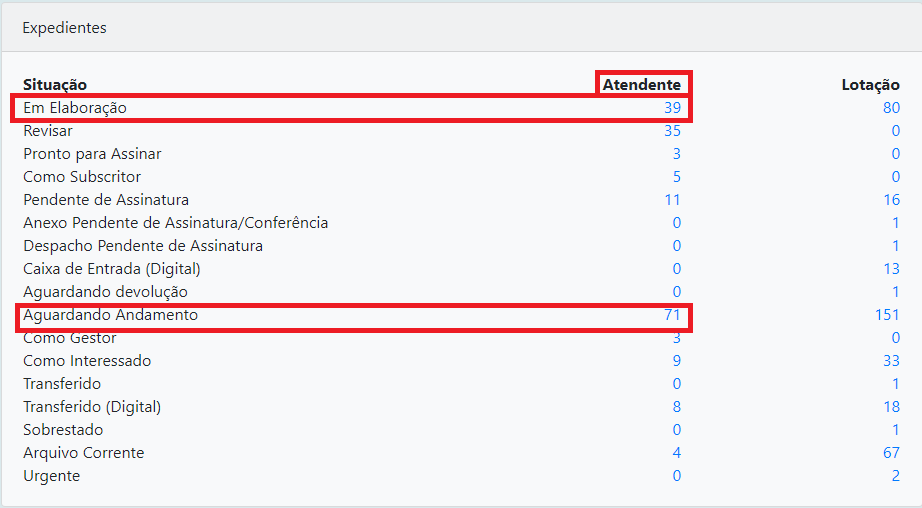 Expedientes
Situação Atendente Lotação
Em Elaboração 39 80
Revisar 35 0
Pronto para Assinar 3 0
Como Subscritor 5 0
Pendente de Assinatura 11 16
Anexo Pendente de Assinatura/Conferência 0 1
Despacho Pendente de Assinatura 0 1
Caixa de Entrada (Digital) 0 13
Aguardando devolução 0 1
Aguardando Andamento 71 151
Como Gestor 3 0
Como Interessado 9 33
Transferido 0 1
Transferido (Digital) 8 18
Sobrestado 0 1
Arquivo Corrente 4 67
Urgente 0 2